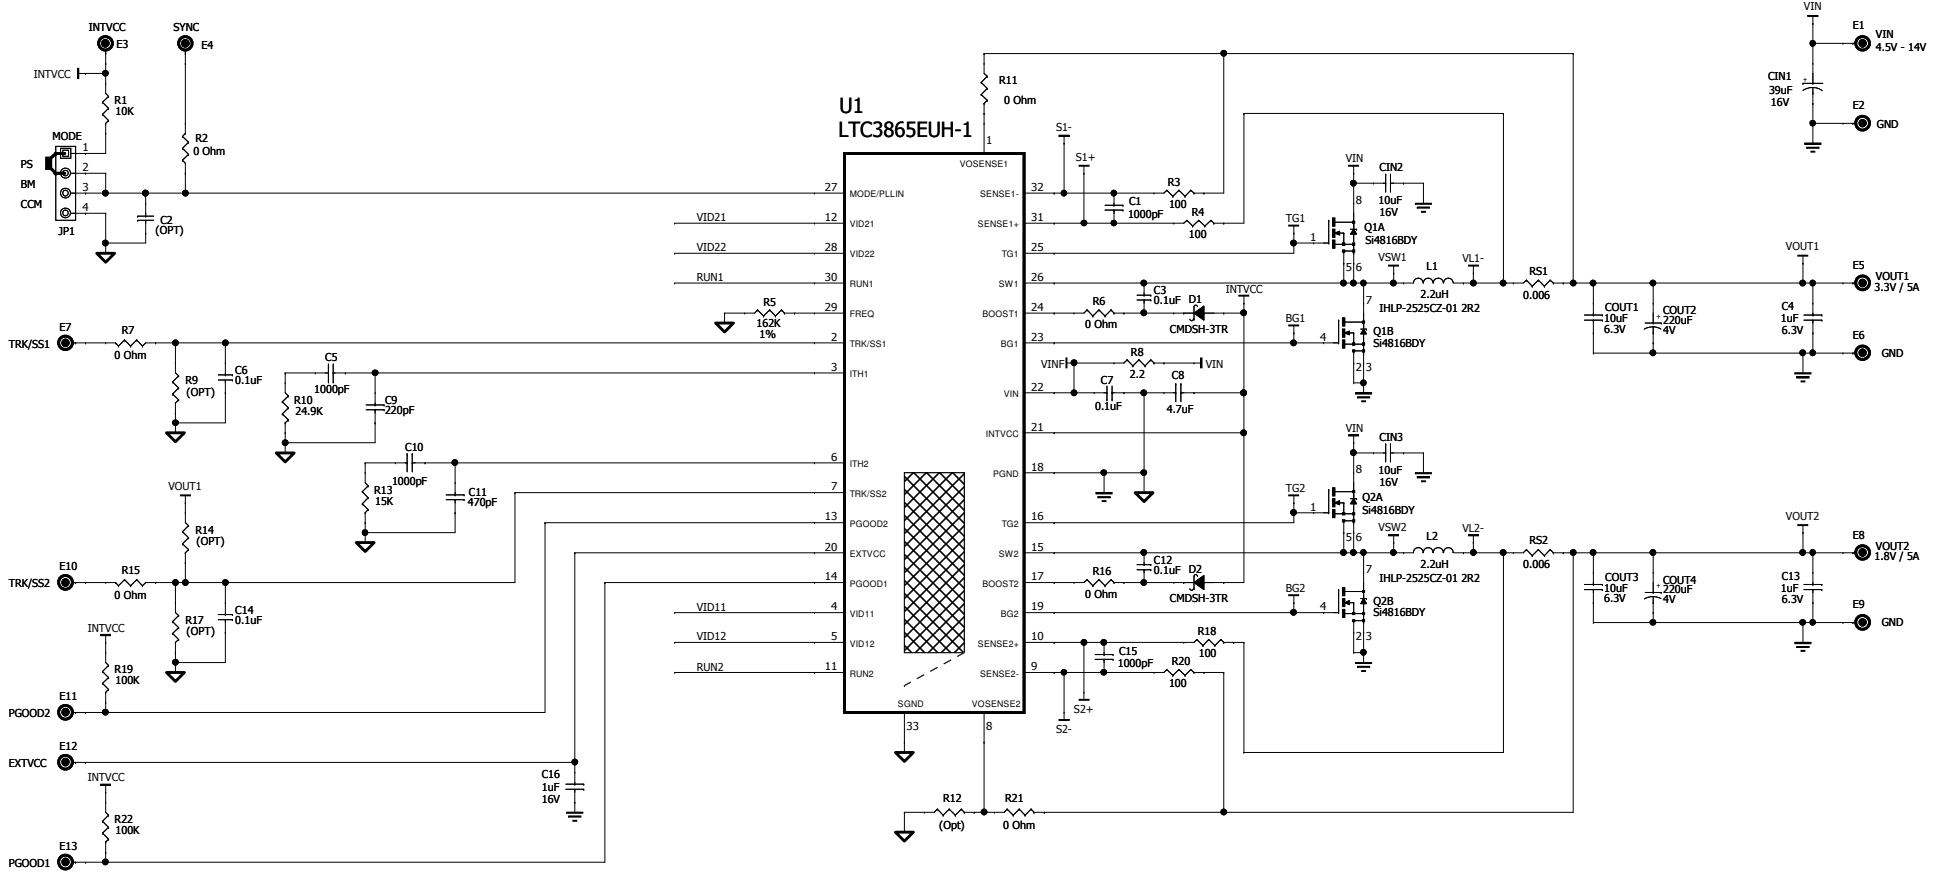 INTVCC
E3
SYNC
E4
INTVCC
R1
10K
R2
0 Ohm
MODE
PS
BM
CCM
1
2
3
4
JP1
C2
(OPT)
U1
LTC3865EUH-1
R11
0 Ohm
1
VOSENSE1
27
MODE/PLLIN
VID21
12
VID21
VID22
28
VID22
RUN1
30
RUN1
R5
162K
1%
29
FREQ
E7
TRK/SS1
R7
0 Ohm
2
TRK/SS1
R9
(OPT)
C6
0.1uF
C5
1000pF
3
ITH1
R10
24.9K
C9
220pF
C10
1000pF
6
ITH2
R13
15K
C11
470pF
7
TRK/SS2
VOUT1
R14
(OPT)
13
PGOOD2
20
EXTVCC
E10
TRK/SS2
R15
0 Ohm
14
PGOOD1
R17
(OPT)
C14
0.1uF
VID11
4
VID11
VID12
5
VID12
RUN2
11
RUN2
INTVCC
R19
100K
E11
PGOOD2
E12
EXTVCC
C16
1uF
16V
INTVCC
R22
100K
E13
PGOOD1
SGND
33
VOSENSE2
8
R12
(Opt)
R21
0 Ohm
S1-
S1+
SENSE1-
32
C1
1000pF
R3
100
SENSE1+
31
R4
100
TG1
25
TG1
1
SW1
26
BOOST1
24
R6
0 Ohm
C3
0.1uF
D1
CMDSH-3TR
INTVCC
BG1
23
BG1
4
VINF
R8
2.2
VIN
VIN
22
C7
0.1uF
C8
4.7uF
INTVCC
21
PGND
18
TG2
16
TG2
1
SW2
15
BOOST2
17
R16
0 Ohm
C12
0.1uF
D2
CMDSH-3TR
BG2
19
BG2
4
SENSE2+
10
R18
100
C15
1000pF
SENSE2-
9
R20
100
S2+
S2-
VIN
CIN2
10uF
16V
8
Q1A
Si4816BDY
5
6
VSW1
L1
2.2uH
IHLP-2525CZ-01 2R2
VL1-
RS1
0.006
7
Q1B
Si4816BDY
2
3
VIN
CIN3
10uF
16V
8
Q2A
Si4816BDY
5
6
VSW2
L2
2.2uH
IHLP-2525CZ-01 2R2
VL2-
RS2
0.006
7
Q2B
Si4816BDY
2
3
VIN
E1
VIN
4.5V - 14V
CIN1
+
39uF
16V
E2
GND
VOUT1
E5
VOUT1
3.3V / 5A
COUT1
10uF
6.3V
COUT2
+
220uF
4V
C4
1uF
6.3V
E6
GND
VOUT2
E8
VOUT2
1.8V / 5A
COUT3
10uF
6.3V
COUT4
+
220uF
4V
C13
1uF
6.3V
E9
GND